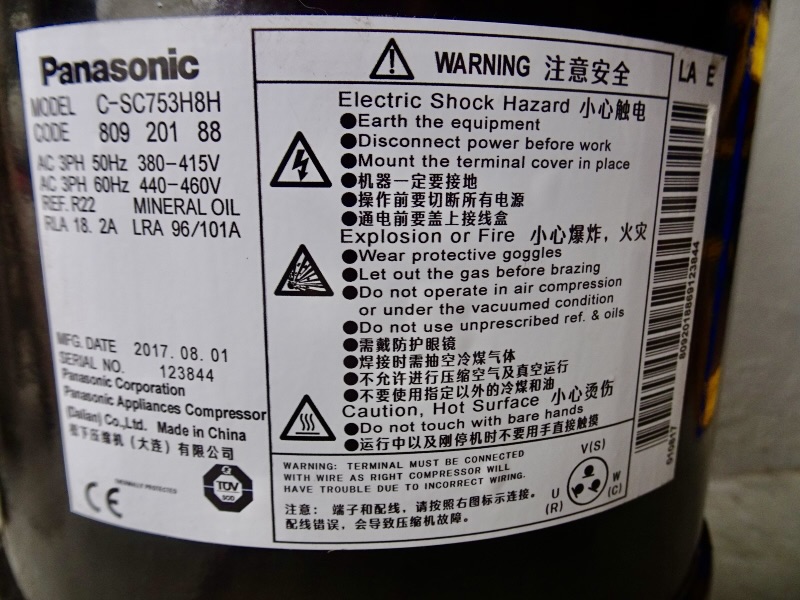 Panasonic
MODEL C-SC753H8H
CODE 809 201 88
AC 3PH 50Hz 380-415V
AC 3PH 60Hz 440-460V
REF. R22 MINERAL OIL
RLA 18.2A LRA 96/101A
MFG. DATE 2017.08.01
SERIAL NO. 123844
Panasonic Corporation
Panasonic Appliances Compressor
(Dalian) Co., Ltd. Made in China
松下压缩机（大连）有限公司
THERMALLY PROTECTED
CE
TÜV
SÜD
WARNING 注意安全
Electric Shock Hazard 小心触电
●Earth the equipment
●Disconnect power before work
●Mount the terminal cover in place
●机器一定要接地
●操作前要切断所有电源
●通电前要盖上接线盒
Explosion or Fire 小心爆炸，火灾
●Wear protective goggles
●Let out the gas before brazing
●Do not operate in air compression
or under the vacuumed condition
●Do not use unprescribed ref. & oils
●需戴防护眼镜
●焊接时需抽空冷煤气体
●不允许进行压缩空气及真空运行
●不要使用指定以外的冷煤和油
Caution, Hot Surface 小心烫伤
●Do not touch with bare hands
●运行中以及刚停机时不要用手直接触摸
WARNING: TERMINAL MUST BE CONNECTED
WITH WIRE AS RIGHT COMPRESSOR WILL
HAVE TROUBLE DUE TO INCORRECT WIRING.
注意： 端子和配线，请按照右图标示连接。
配线错误，会导致压缩机故障。
V(S)
U
(R)
W
(C)
LA E
8092018869123844
010817